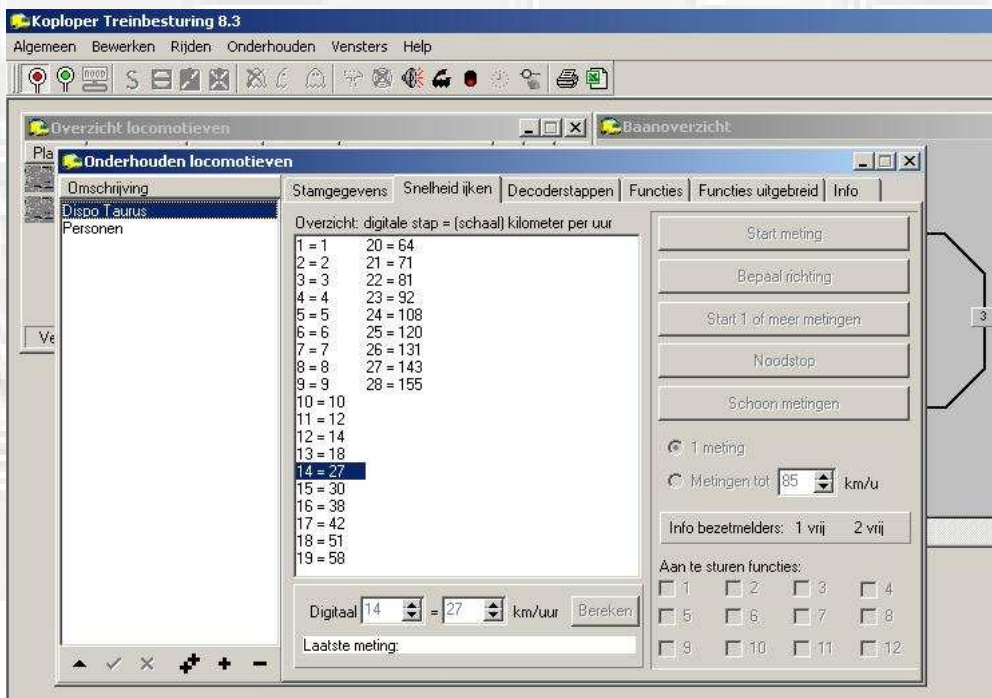 Koploper Treinbesturing 8.3
Algemeen Bewerken Rijden Onderhouden Vensters Help
Overzicht locomotieven
Baanoverzicht
Pla
Onderhouden locomotieven
Omschrijving
Dispo Taurus
Personen
Ve
Stamgegevens Snelheid ijken Decoderstappen Functies Functies uitgebreid Info
Overzicht: digitale stap = (schaal) kilometer per uur
1 = 1 20 = 64
2 = 2 21 = 71
3 = 3 22 = 81
4 = 4 23 = 92
5 = 5 24 = 108
6 = 6 25 = 120
7 = 7 26 = 131
8 = 8 27 = 143
9 = 9 28 = 155
10 = 10
11 = 12
12 = 14
13 = 18
14 = 27
15 = 30
16 = 38
17 = 42
18 = 51
19 = 58
Digitaal 14 = 27 km/uur Bereken
Laatste meting:
Start meting
Bepaal richting
Start 1 of meer metingen
Noodstop
Schoon metingen
1 meting
Metingen tot 85 km/u
Info bezetmelders: 1 vrij 2 vrij
Aan te sturen functies:
1 2 3 4
5 6 7 8
9 10 11 12
3